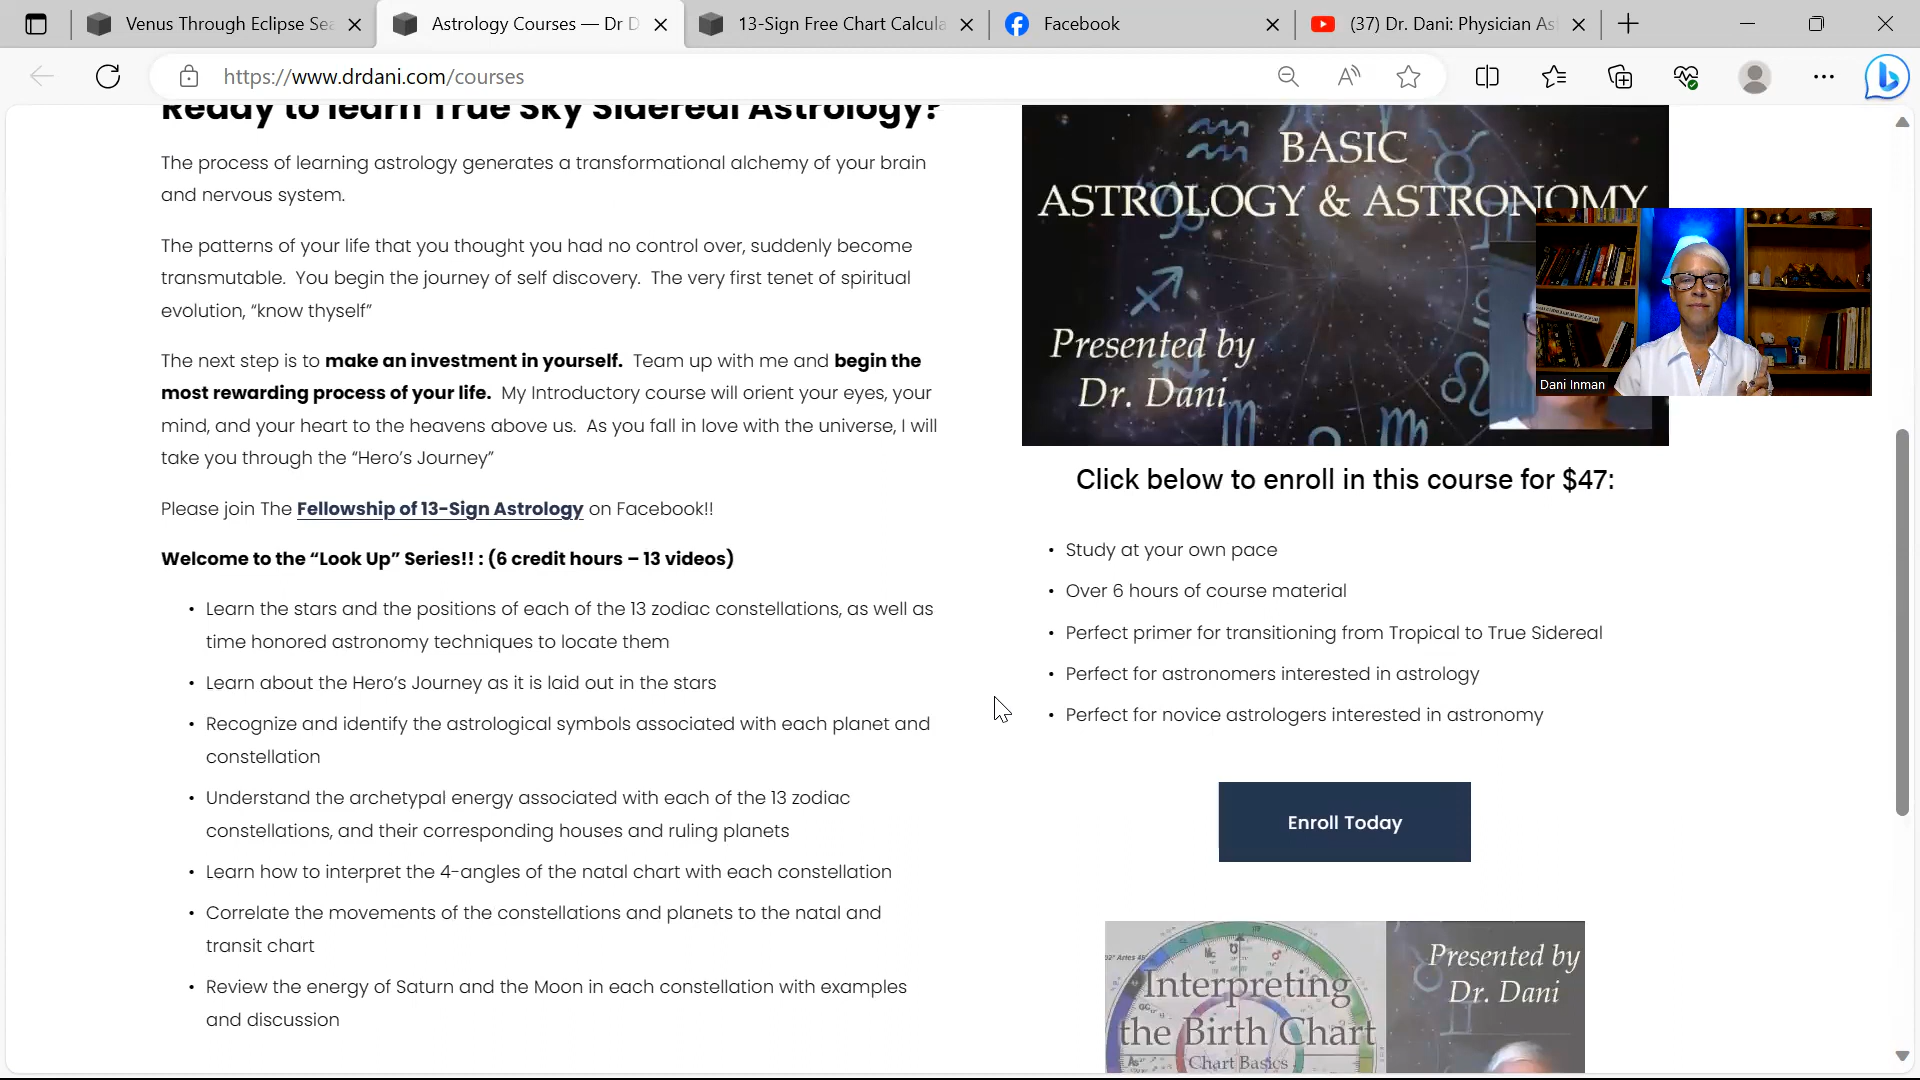 Venus Through Eclipse Sea
Astrology Courses — Dr D
13-Sign Free Chart Calcula
Facebook
(37) Dr. Dani: Physician As
https://www.drdani.com/courses
Ready to learn True Sky Sidereal Astrology?
The process of learning astrology generates a transformational alchemy of your brain
and nervous system.
The patterns of your life that you thought you had no control over, suddenly become
transmutable. You begin the journey of self discovery. The very first tenet of spiritual
evolution, “know thyself”
The next step is to make an investment in yourself. Team up with me and begin the
most rewarding process of your life. My Introductory course will orient your eyes, your
mind, and your heart to the heavens above us. As you fall in love with the universe, I will
take you through the “Hero’s Journey”
Please join The Fellowship of 13-Sign Astrology on Facebook!!
Welcome to the “Look Up” Series!! : (6 credit hours – 13 videos)
• Learn the stars and the positions of each of the 13 zodiac constellations, as well as
time honored astronomy techniques to locate them
• Learn about the Hero’s Journey as it is laid out in the stars
• Recognize and identify the astrological symbols associated with each planet and
constellation
• Understand the archetypal energy associated with each of the 13 zodiac
constellations, and their corresponding houses and ruling planets
• Learn how to interpret the 4-angles of the natal chart with each constellation
• Correlate the movements of the constellations and planets to the natal and
transit chart
• Review the energy of Saturn and the Moon in each constellation with examples
and discussion
BASIC
ASTROLOGY & ASTRONOMY
Presented by
Dr. Dani
Dani Inman
Click below to enroll in this course for $47:
• Study at your own pace
• Over 6 hours of course material
• Perfect primer for transitioning from Tropical to True Sidereal
• Perfect for astronomers interested in astrology
• Perfect for novice astrologers interested in astronomy
Enroll Today
Interpreting
the Birth Chart
Chart Basics
Presented by
Dr. Dani